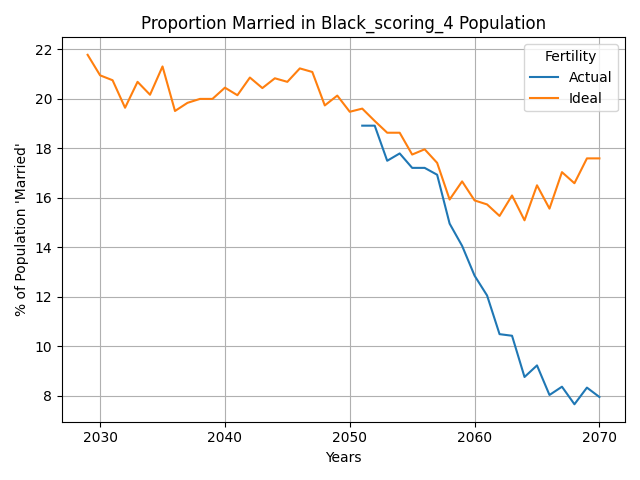 Proportion Married in Black_scoring_4 Population
Fertility
Actual
Ideal
% of Population 'Married'
22
20
18
16
14
12
10
8
2030 2040 2050 2060 2070
Years